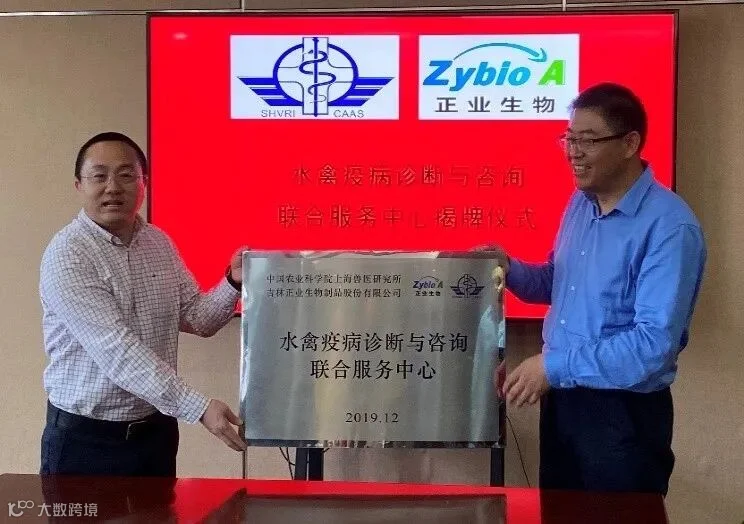 SHVRI CAAS
Zybio A
正业生物
水禽疫病诊断与咨询
联合服务中心揭牌仪式
中国农业科学院上海兽医研究所
吉林正业生物制品股份有限公司
Zybio A
正业生物
水禽疫病诊断与咨询
联合服务中心
2019.12
大数跨境